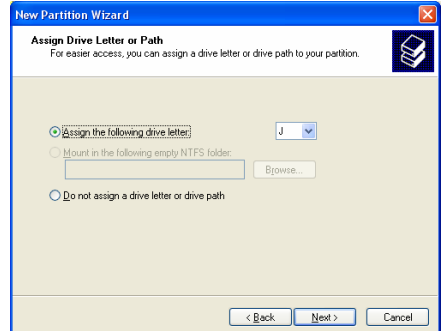 New Partition Wizard
Assign Drive Letter or Path
For easier access, you can assign a drive letter or drive path to your partition.
Assign the following drive letter: J
Mount in the following empty NTFS folder:
Browse...
Do not assign a drive letter or drive path
< Back Next > Cancel